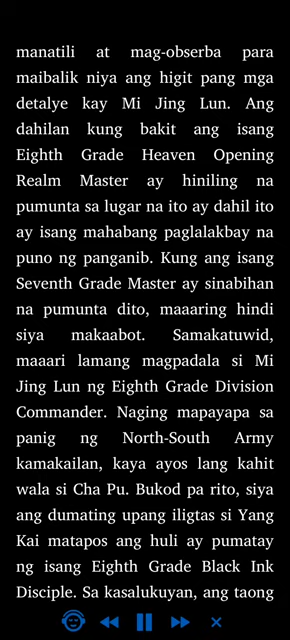 manatili at mag-obserba para
maibalik niya ang higit pang mga
detalye kay Mi Jing Lun. Ang
dahilan kung bakit ang isang
Eighth Grade Heaven Opening
Realm Master ay hiniling na
pumunta sa lugar na ito ay dahil ito
ay isang mahabang paglalakbay na
puno ng panganib. Kung ang isang
Seventh Grade Master ay sinabihan
na pumunta dito, maaaring hindi
siya makaabot. Samakatuwid,
maaari lamang magpadala si Mi
Jing Lun ng Eighth Grade Division
Commander. Naging mapayapa sa
panig ng North-South Army
kamakailan, kaya ayos lang kahit
wala si Cha Pu. Bukod pa rito, siya
ang dumating upang iligtas si Yang
Kai matapos ang huli ay pumatay
ng isang Eighth Grade Black Ink
Disciple. Sa kasalukuyan, ang taong